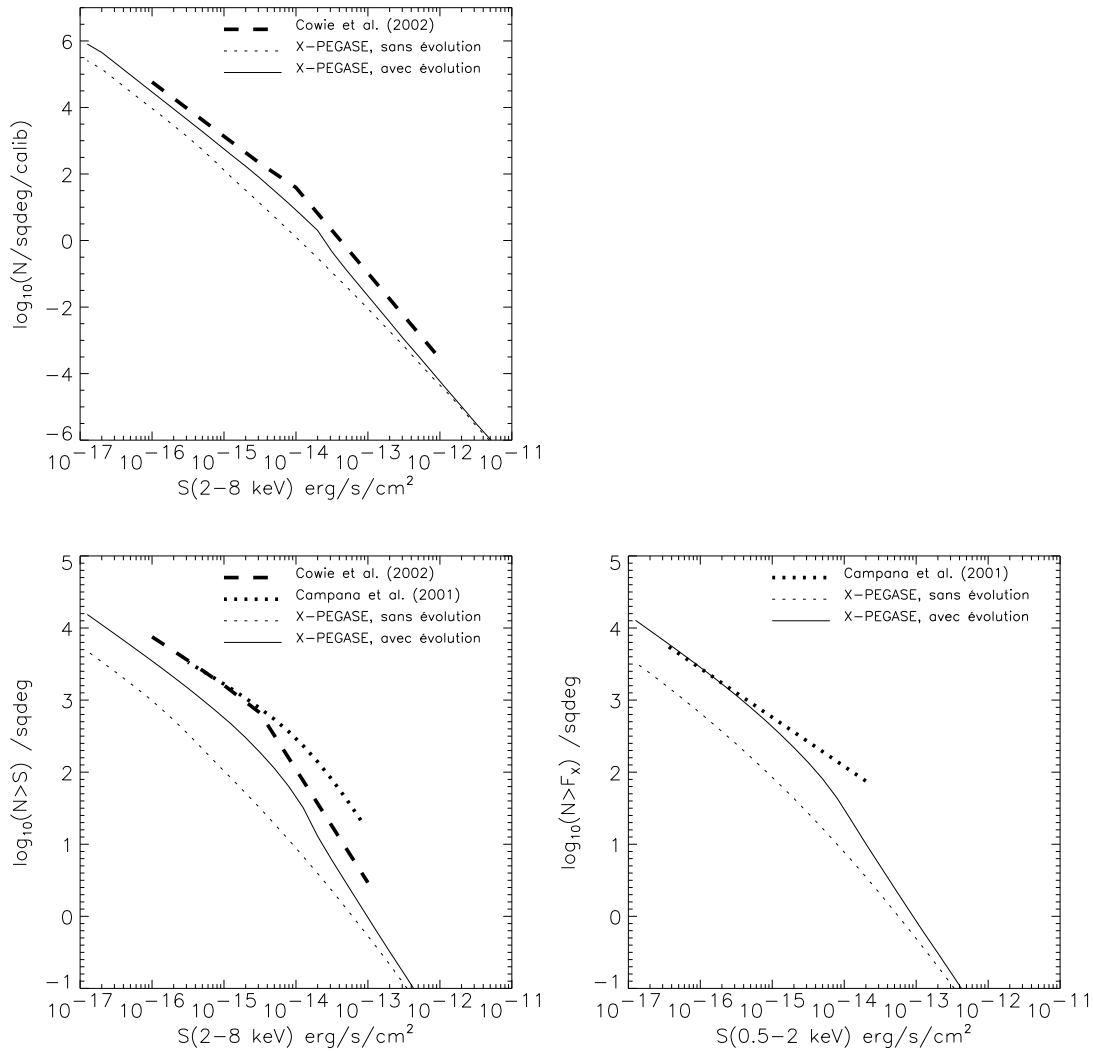 Cowie et al. (2002)
X−PEGASE, sans évolution
X−PEGASE, avec évolution
log₁₀(N/sqdeg/calib)
6
4
2
0
−2
−4
−6
10⁻¹⁷ 10⁻¹⁶ 10⁻¹⁵ 10⁻¹⁴ 10⁻¹³ 10⁻¹² 10⁻¹¹
S(2−8 keV) erg/s/cm²
Cowie et al. (2002)
Campana et al. (2001)
X−PEGASE, sans évolution
X−PEGASE, avec évolution
log₁₀(N>S) /sqdeg
5
4
3
2
1
0
−1
10⁻¹⁷ 10⁻¹⁶ 10⁻¹⁵ 10⁻¹⁴ 10⁻¹³ 10⁻¹² 10⁻¹¹
S(2−8 keV) erg/s/cm²
Campana et al. (2001)
X−PEGASE, sans évolution
X−PEGASE, avec évolution
log₁₀(N>Fₓ) /sqdeg
5
4
3
2
1
0
−1
10⁻¹⁷ 10⁻¹⁶ 10⁻¹⁵ 10⁻¹⁴ 10⁻¹³ 10⁻¹² 10⁻¹¹
S(0.5−2 keV) erg/s/cm²